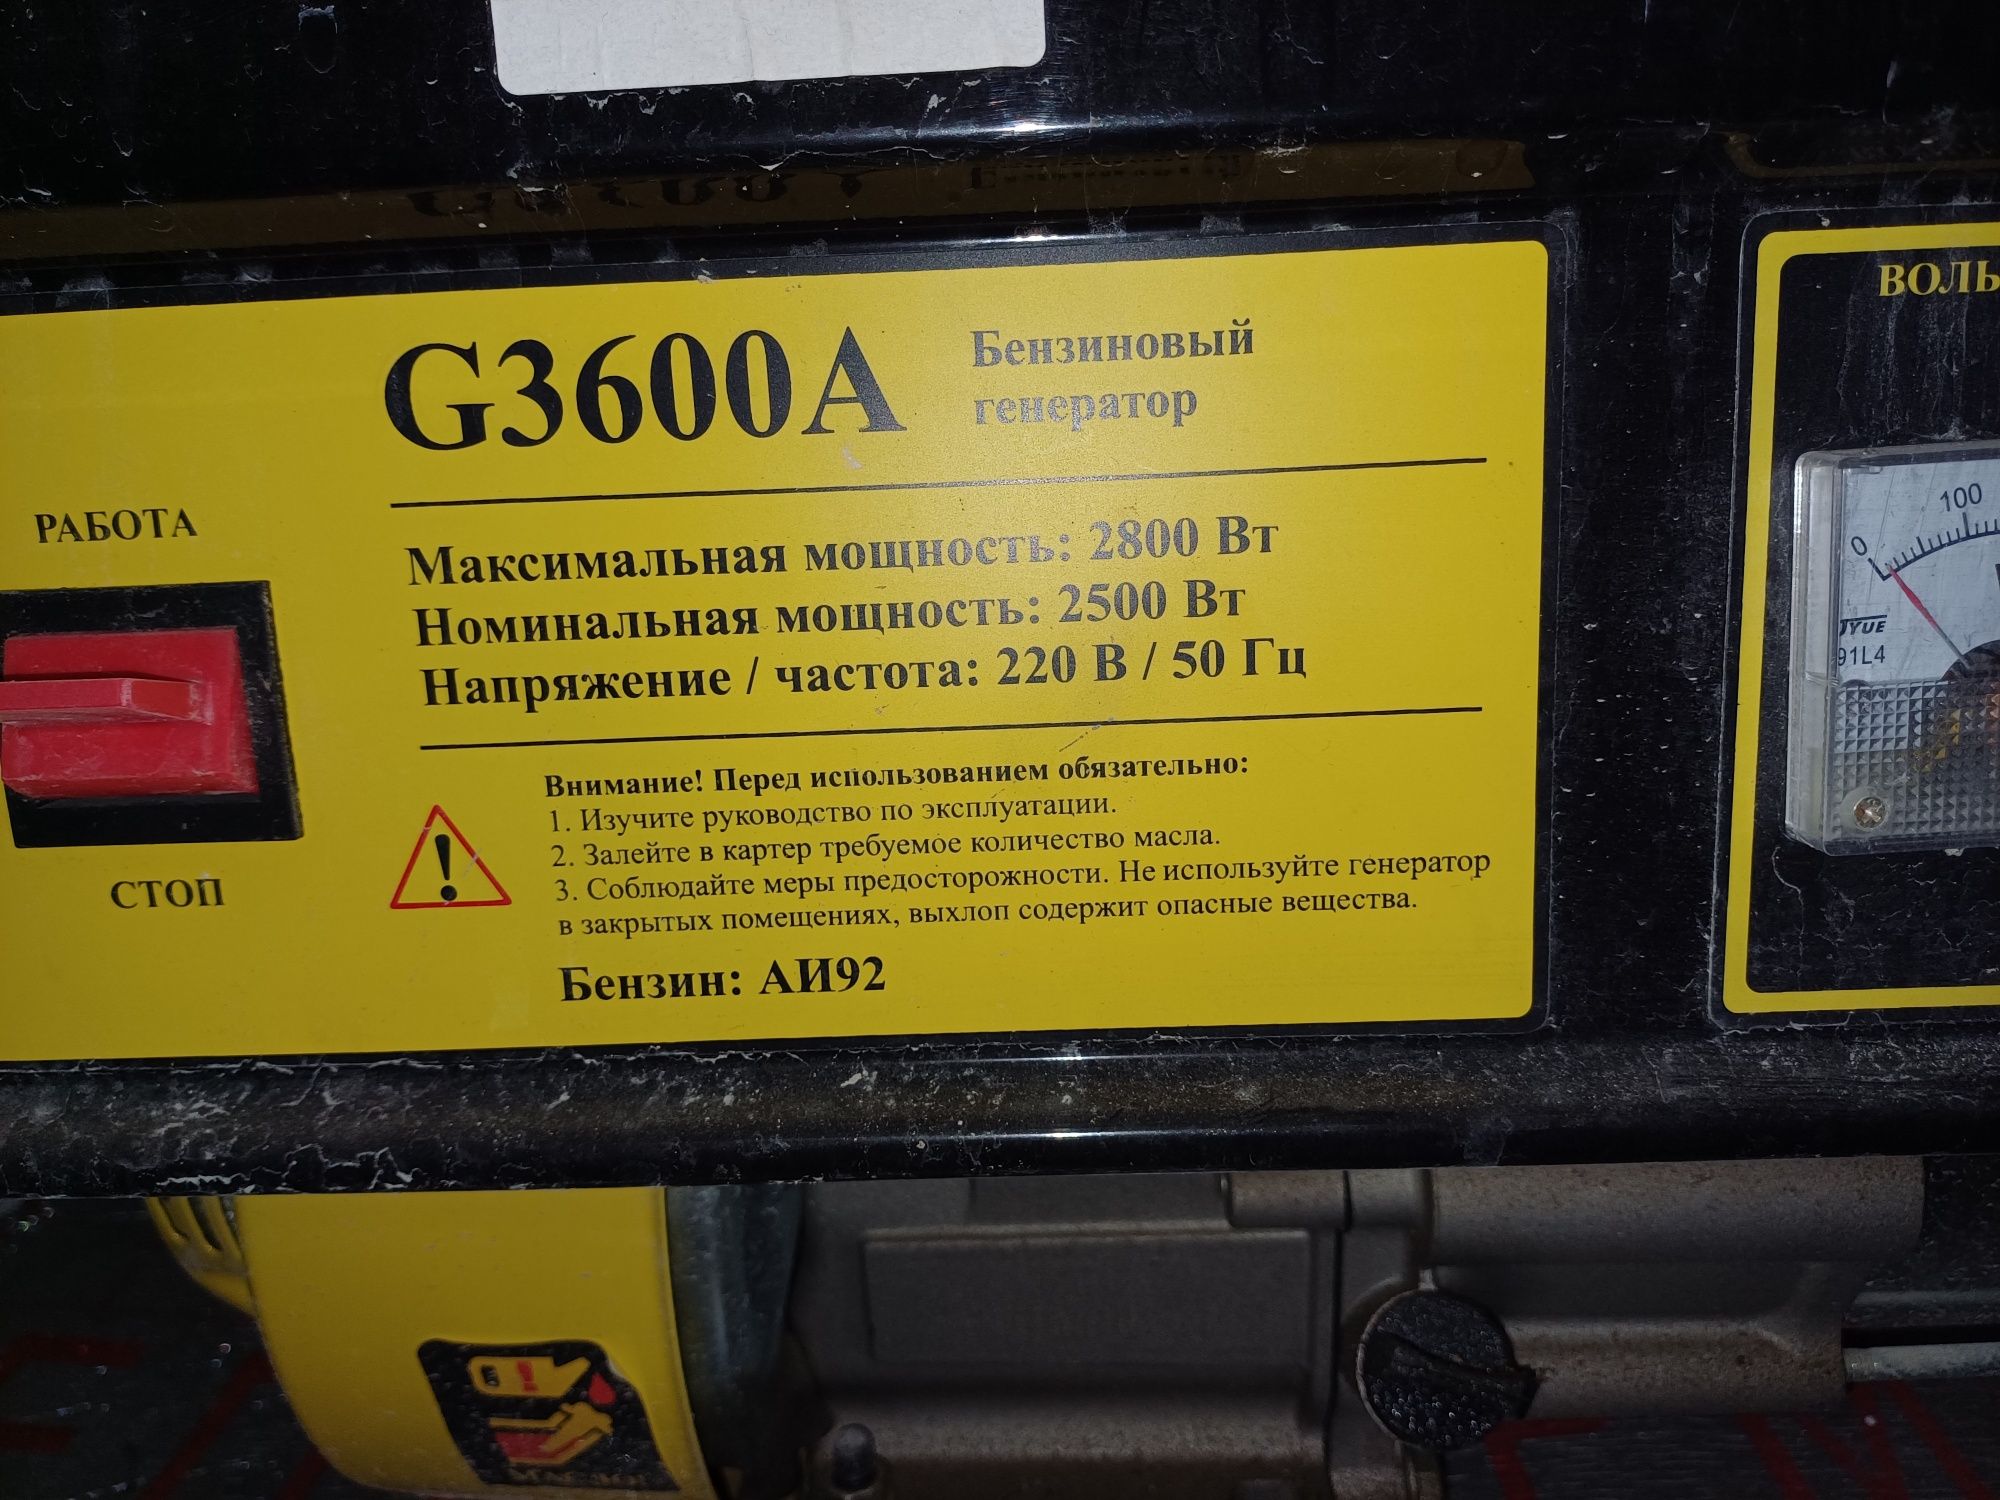 G3600A
Бензиновый
генератор
РАБОТА
СТОП
Максимальная мощность: 2800 Вт
Номинальная мощность: 2500 Вт
Напряжение / частота: 220 В / 50 Гц
Внимание! Перед использованием обязательно:
1. Изучите руководство по эксплуатации.
2. Залейте в картер требуемое количество масла.
3. Соблюдайте меры предосторожности. Не используйте генератор
в закрытых помещениях, выхлоп содержит опасные вещества.
Бензин: АИ92
ВОЛЬ
0
100
91L4